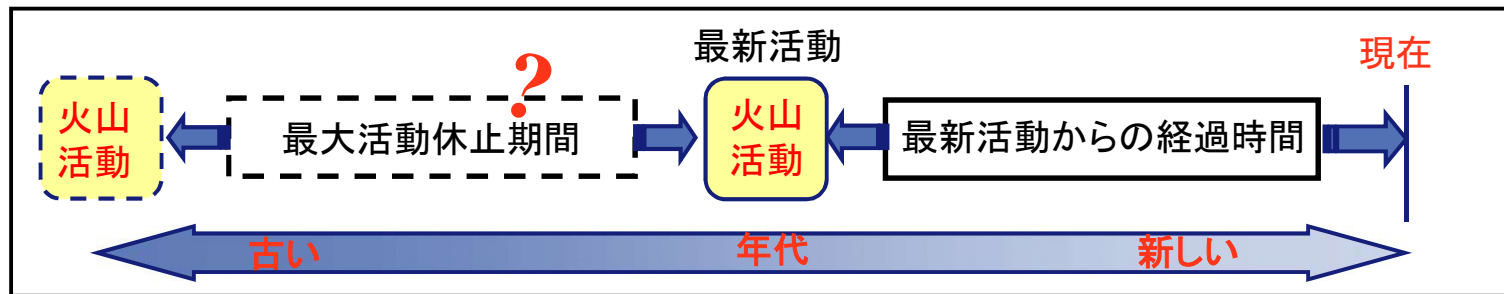 最新活動
現在
火山
活動
?
最大活動休止期間
火山
活動
最新活動からの経過時間
古い
年代
新しい